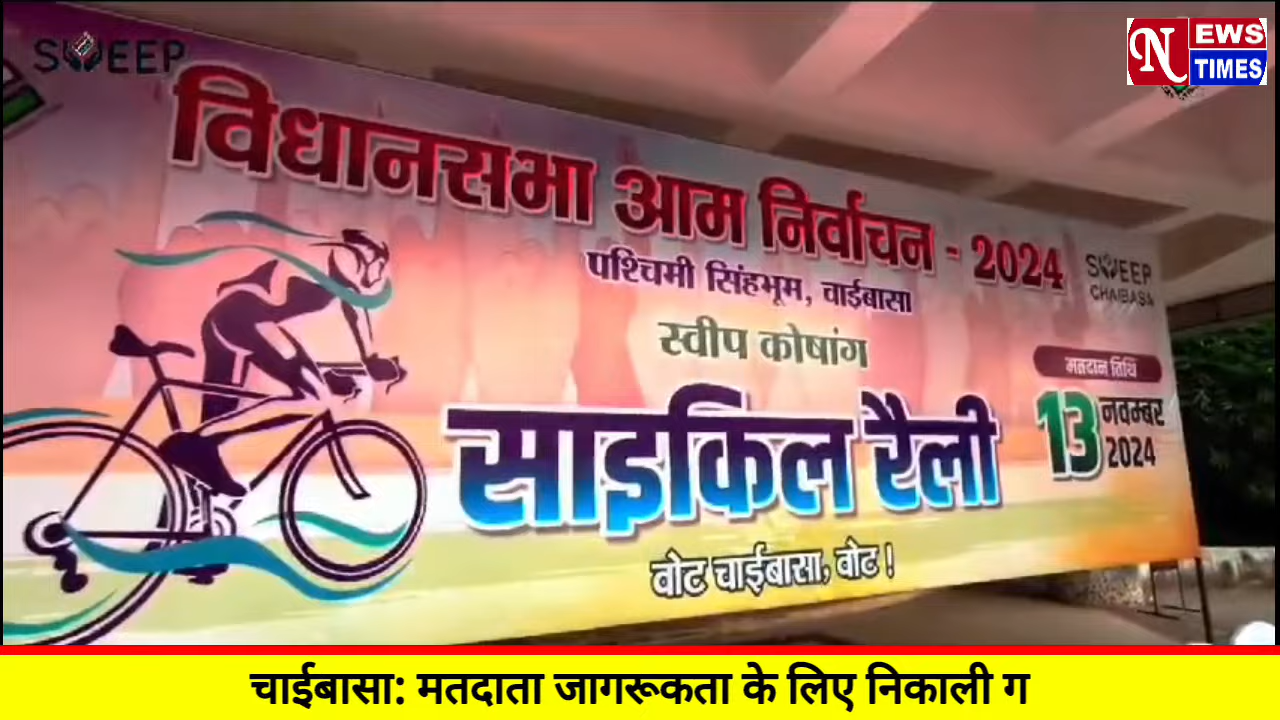 SWEEP
N EWS
TIMES
विधानसभा आम निर्वाचन - 2024
पश्चिमी सिंहभूम, चाईबासा
SWEEP
CHAIBASA
स्वीप कोषांग
मतदान तिथि
13 नवम्बर
2024
साइकिल रैली
वोट चाईबासा, वोट !
चाईबासा: मतदाता जागरूकता के लिए निकाली ग